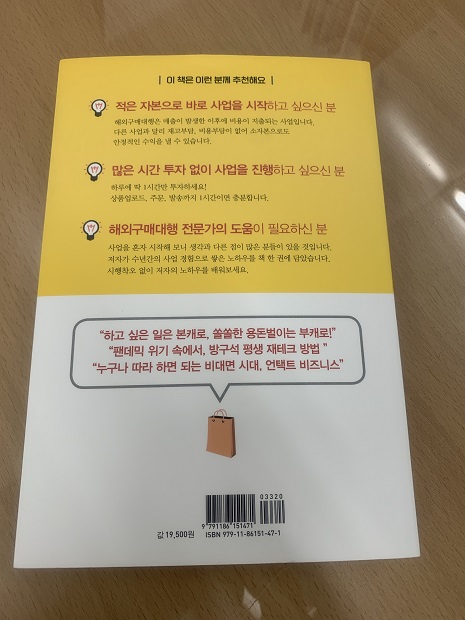 | 이 책은 이런 분께 추천해요 |
적은 자본으로 바로 사업을 시작하고 싶으신 분
해외구매대행은 매출이 발생한 이후에 비용이 지출되는 사업입니다.
다른 사업과 달리 재고부담, 비용부담이 없어 소자본으로도
안정적인 수익을 낼 수 있습니다.
많은 시간 투자 없이 사업을 진행하고 싶으신 분
하루에 딱 1시간만 투자하세요!
상품업로드, 주문, 발송까지 1시간이면 충분합니다.
해외구매대행 전문가의 도움이 필요하신 분
사업을 혼자 시작해 보니 생각과 다른 점이 많은 분들이 있을 것입니다.
저자가 수년간의 사업 경험으로 쌓은 노하우를 책 한 권에 담았습니다.
시행착오 없이 저자의 노하우를 배워보세요.
“하고 싶은 일은 본캐로, 쏠쏠한 용돈벌이는 부캐로!”
“팬데믹 위기 속에서, 방구석 평생 재테크 방법 ”
“누구나 따라 하면 되는 비대면 시대, 언택트 비즈니스”
03320
9 791186 151471
값 19,500원
ISBN 979-11-86151-47-1